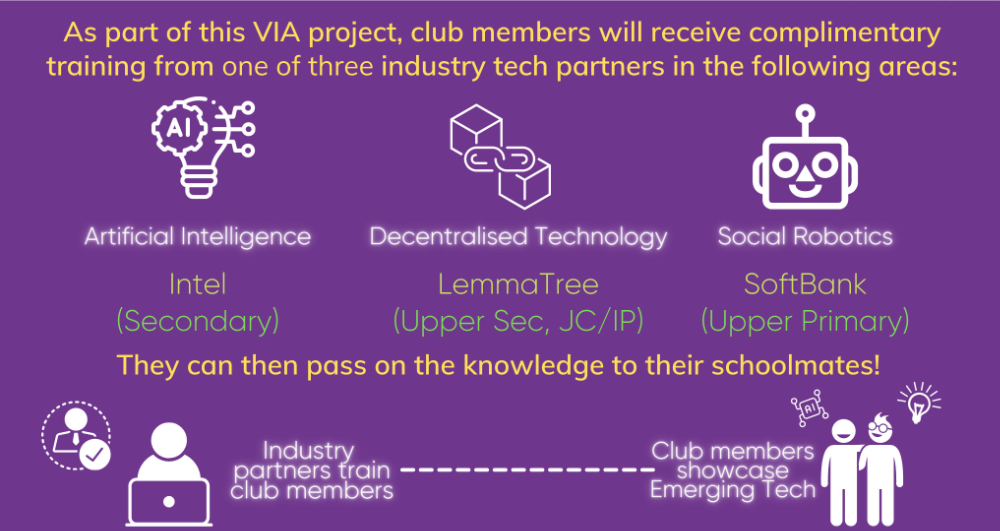 As part of this VIA project, club members will receive complimentary
training from one of three industry tech partners in the following areas:
AI
Artificial Intelligence
Decentralised Technology
Social Robotics
Intel
(Secondary)
LemmaTree
(Upper Sec, JC/IP)
SoftBank
(Upper Primary)
They can then pass on the knowledge to their schoolmates!
Industry
partners train
club members
Club members
showcase
Emerging Tech
AI